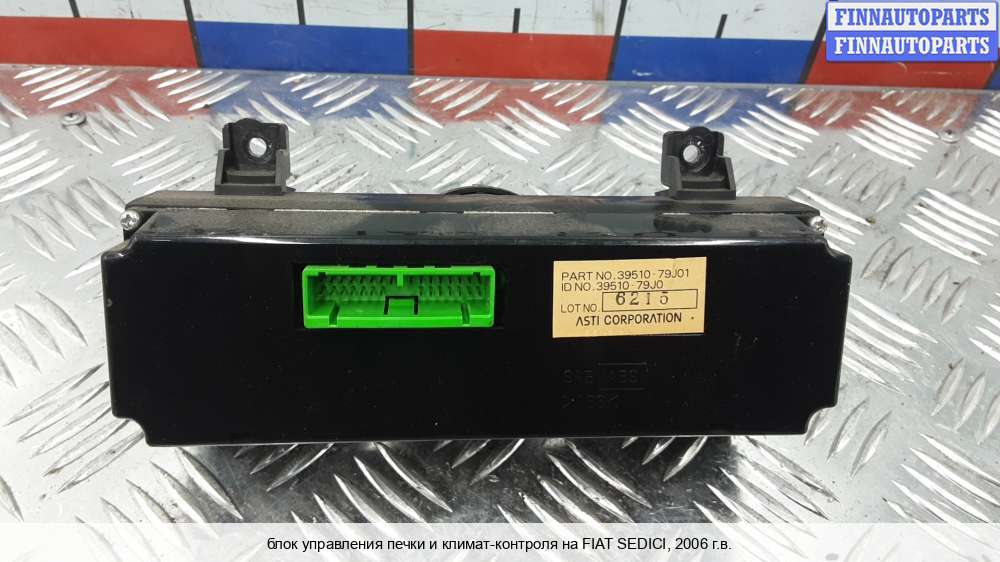 FINNAUTOPARTS
FINNAUTOPARTS
PART NO. 39510-79J01
ID NO. 39510-79J0
LOT NO. 6215
ASTI CORPORATION
блок управления печки и климат-контроля на FIAT SEDICI, 2006 г.в.